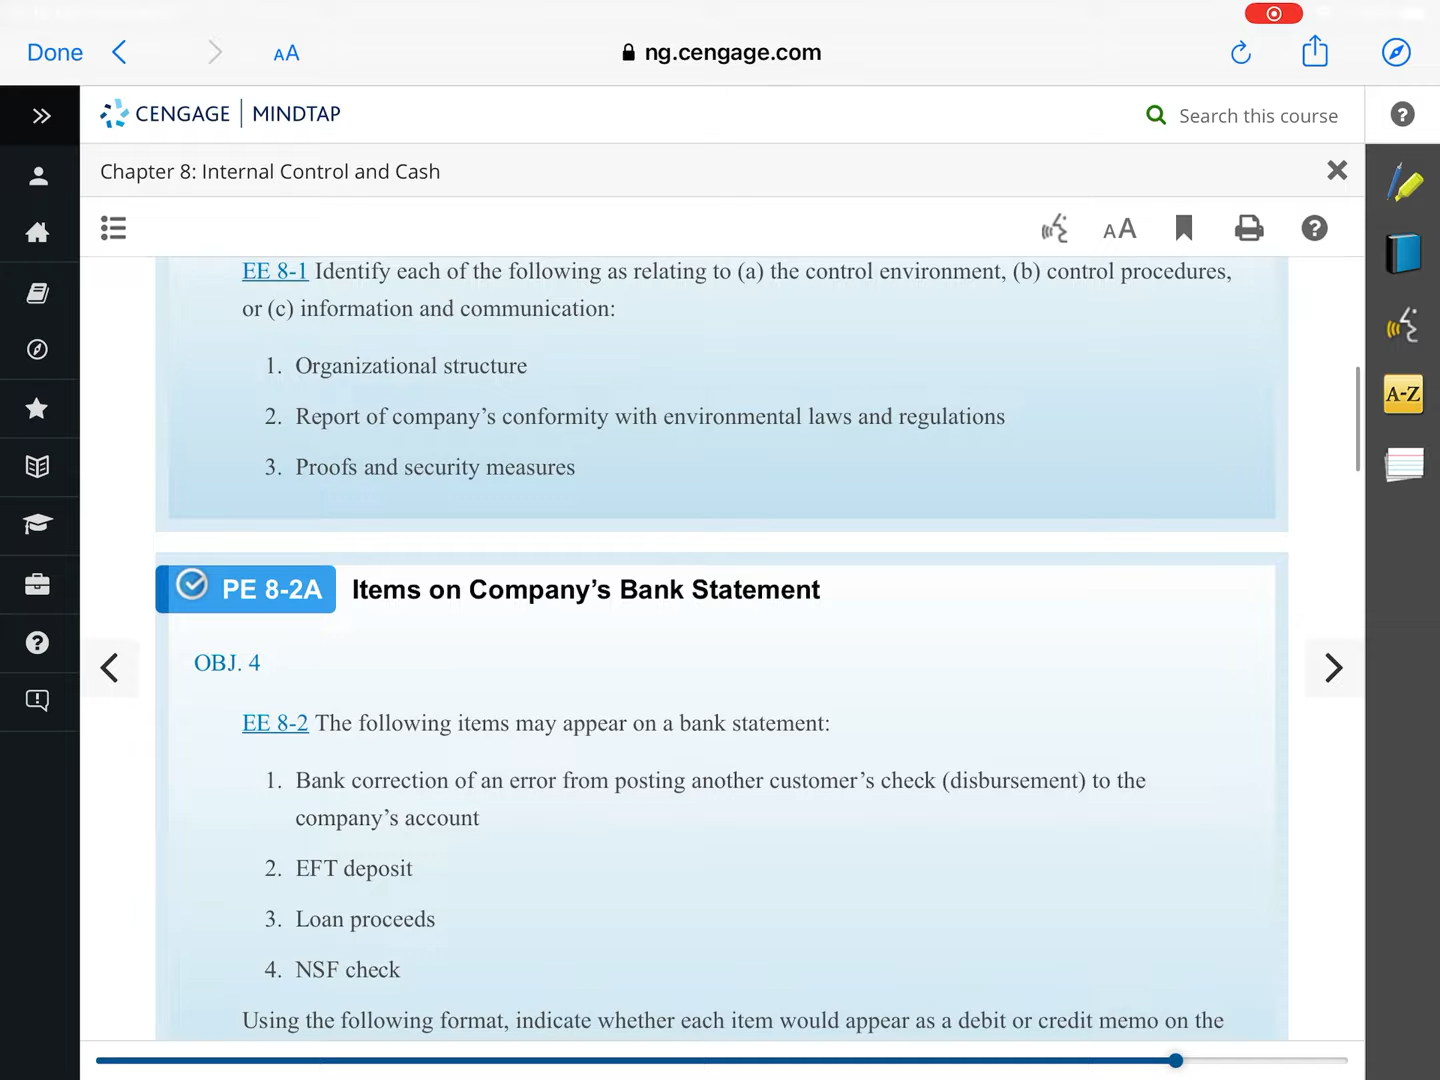 Done
AA
ng.cengage.com
CENGAGE | MINDTAP
Search this course
Chapter 8: Internal Control and Cash
AA
EE 8-1 Identify each of the following as relating to (a) the control environment, (b) control procedures,
or (c) information and communication:
1. Organizational structure
2. Report of company’s conformity with environmental laws and regulations
3. Proofs and security measures
PE 8-2A Items on Company’s Bank Statement
OBJ. 4
EE 8-2 The following items may appear on a bank statement:
1. Bank correction of an error from posting another customer’s check (disbursement) to the
company’s account
2. EFT deposit
3. Loan proceeds
4. NSF check
Using the following format, indicate whether each item would appear as a debit or credit memo on the
A-Z